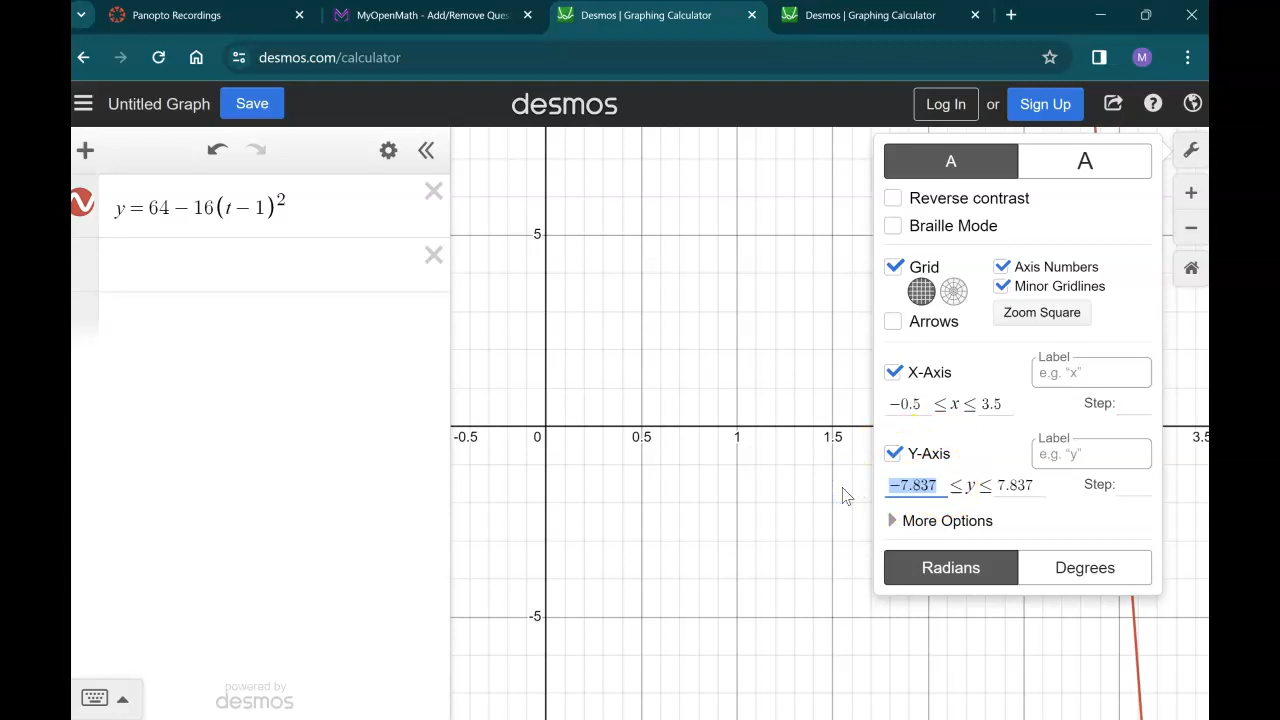 Panopto Recordings
MyOpenMath - Add/Remove Ques
Desmos | Graphing Calculator
Desmos | Graphing Calculator
desmos.com/calculator
M
Untitled Graph
Save
desmos
Log In
or
Sign Up
y = 64 − 16(t − 1)²
A
A
Reverse contrast
Braille Mode
Grid
Axis Numbers
Minor Gridlines
Zoom Square
Arrows
X-Axis
Label
e.g. “x”
−0.5 ≤ x ≤ 3.5
Step:
Y-Axis
Label
e.g. “y”
−7.837 ≤ y ≤ 7.837
Step:
More Options
Radians
Degrees
5
-0.5
0
0.5
1
1.5
3.5
-5
powered by
desmos